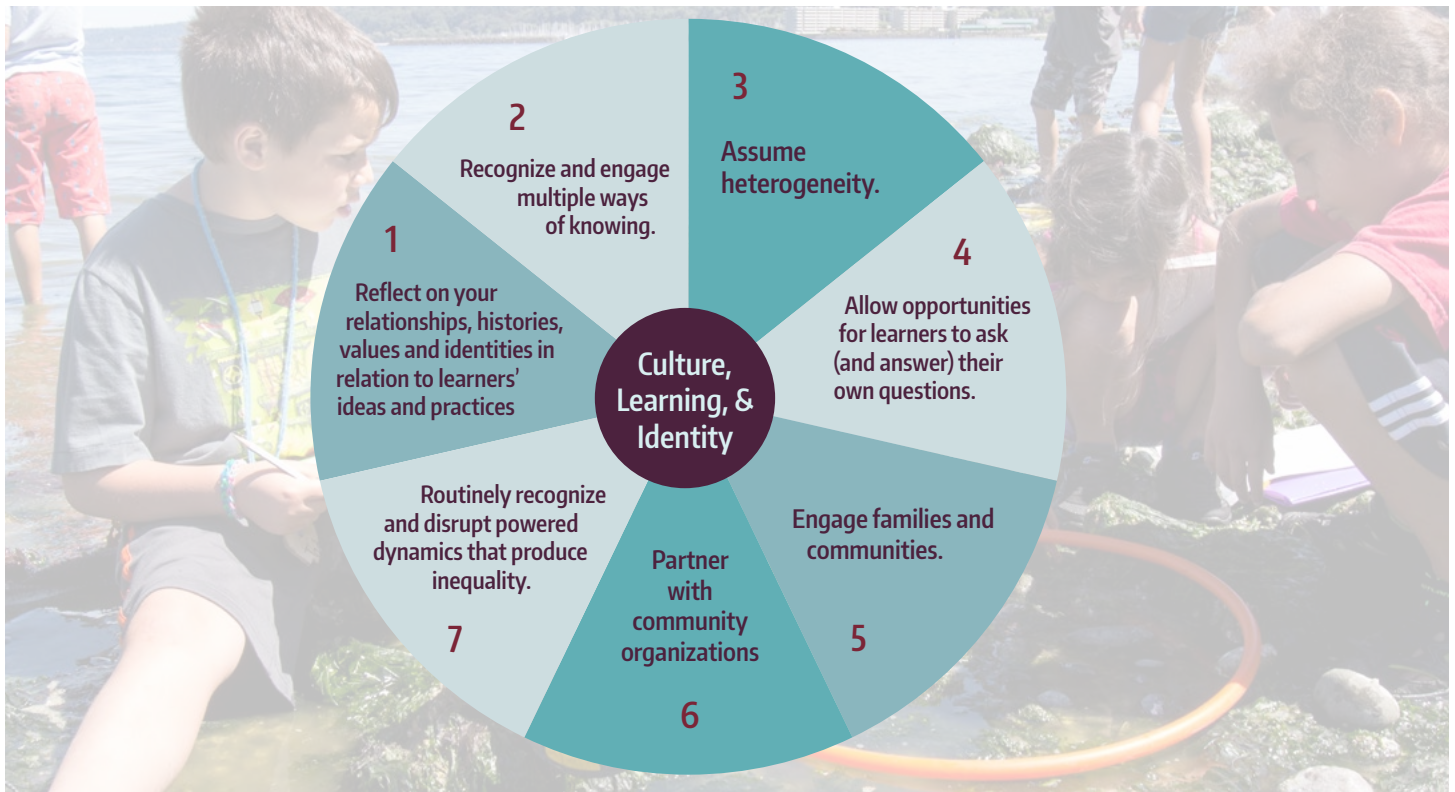 Culture,
Learning, &
Identity
1
Reflect on your
relationships, histories,
values and identities in
relation to learners’
ideas and practices
2
Recognize and engage
multiple ways
of knowing.
3
Assume
heterogeneity.
4
Allow opportunities
for learners to ask
(and answer) their
own questions.
Engage families and
communities.
5
Partner
with
community
organizations
6
Routinely recognize
and disrupt powered
dynamics that produce
inequality.
7